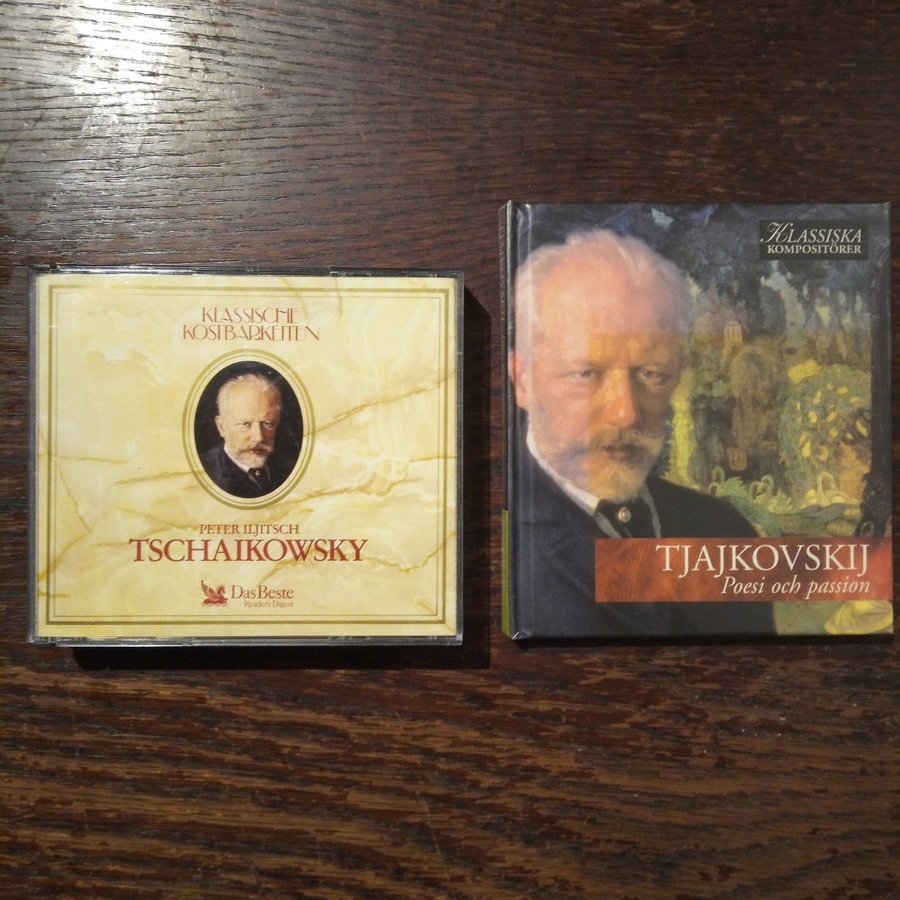 KLASSISCHE
KOSTBARKEITEN
PETER ILJITSCH
TSCHAIKOWSKY
Das Beste
Reader's Digest
KLASSISKA
KOMPOSITÖRER
TJAJKOVSKIJ
Poesi och passion